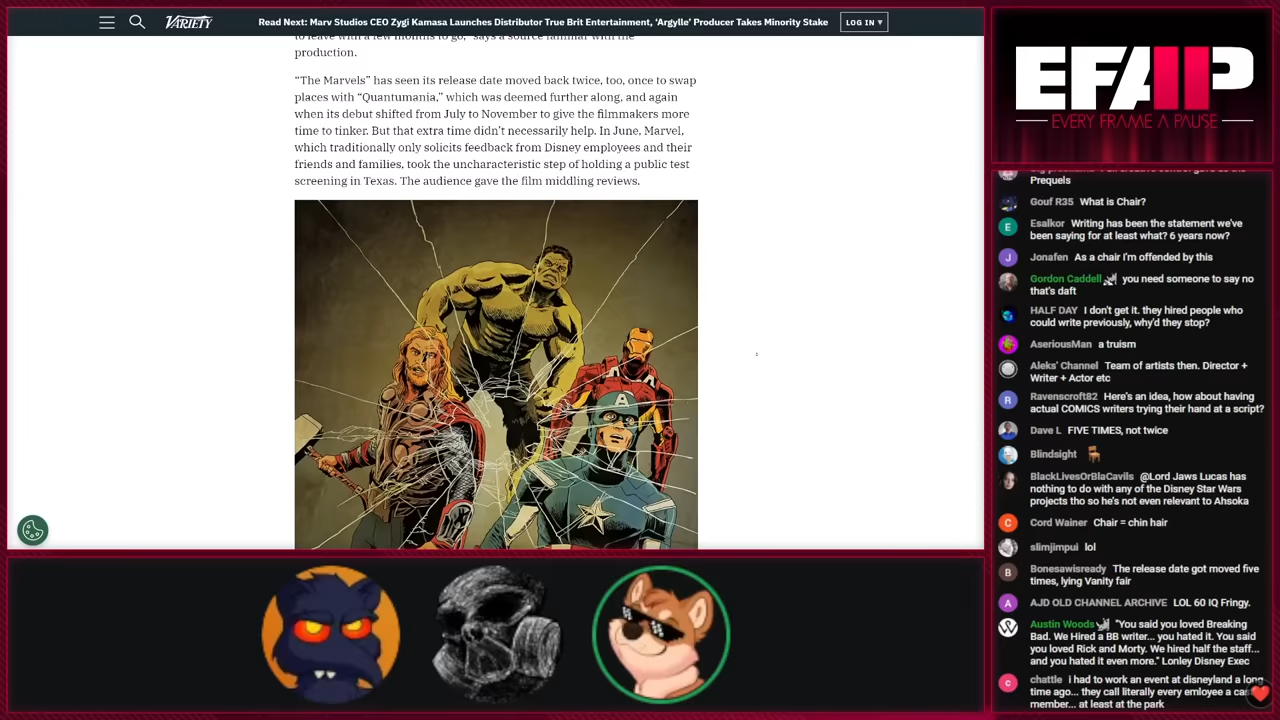 VARIETY
Read Next: Marv Studios CEO Zygi Kamasa Launches Distributor True Brit Entertainment, ‘Argylle’ Producer Takes Minority Stake
LOG IN ▾
to leave with a few months to go,” says a source familiar with the
production.
“The Marvels” has seen its release date moved back twice, too, once to swap
places with “Quantumania,” which was deemed further along, and again
when its debut shifted from July to November to give the filmmakers more
time to tinker. But that extra time didn’t necessarily help. In June, Marvel,
which traditionally only solicits feedback from Disney employees and their
friends and families, took the uncharacteristic step of holding a public test
screening in Texas. The audience gave the film middling reviews.
A
EFAP
EVERY FRAME A PAUSE
Prequels
Gouf R35 What is Chair?
E
Esalkor Writing has been the statement we've
been saying for at least what? 6 years now?
J
Jonafen As a chair I'm offended by this
Gordon Caddell you need someone to say no
that's daft
HALF DAY I don't get it. they hired people who
could write previously, why'd they stop?
AseriousMan a truism
Aleks' Channel Team of artists then. Director +
Writer + Actor etc
R
Ravenscroft82 Here's an idea, how about having
actual COMICS writers trying their hand at a script?
Dave L FIVE TIMES, not twice
Blindsight 🪑
BlackLivesOrBlaCavils @Lord Jaws Lucas has
nothing to do with any of the Disney Star Wars
projects tho so he's not even relevant to Ahsoka
C
Cord Wainer Chair = chin hair
slimjimpui lol
B
Bonesawisready The release date got moved five
times, lying Vanity fair
A
AJD OLD CHANNEL ARCHIVE LOL 60 IQ Fringy.
W
Austin Woods "You said you loved Breaking
Bad. We Hired a BB writer... you hated it. You said
you loved Rick and Morty. We hired half the staff...
and you hated it even more." Lonley Disney Exec
c
chattle i had to work an event at disneyland a long
time ago... they call literally every emloyee a cast
member... at least at the park